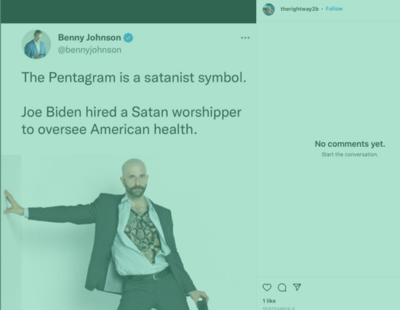 Benny Johnson
@bennyjohnson
The Pentagram is a satanist symbol.
Joe Biden hired a Satan worshipper
to oversee American health.
therightway2b • Follow
No comments yet.
Start the conversation.
1 like